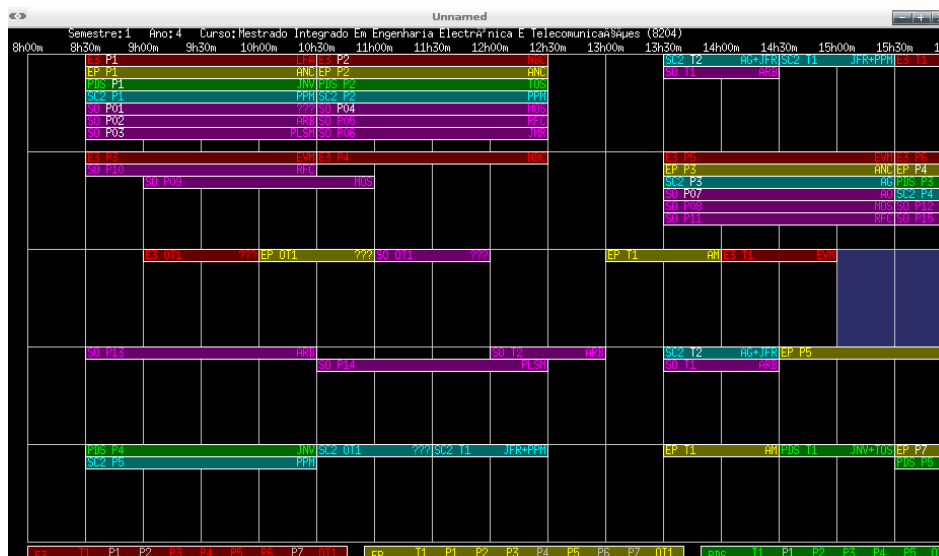 Unnamed
Semestre:1 Ano:4 Curso:Mestrado Integrado Em Engenharia ElectrÃ³nica E TelecomunicaÃ§Ãµes (8204)
8h00m 8h30m 9h00m 9h30m 10h00m 10h30m 11h00m 11h30m 12h00m 12h30m 13h00m 13h30m 14h00m 14h30m 15h00m 15h30m 1
E3 P1 LFA E3 P2 NBC SC2 T2 AG+JFR SC2 T1 JFR+PPM E3 T1
EP P1 ANC EP P2 ANC SO T1 ARB
PDS P1 JNV PDS P2 TOS
SC2 P1 PPM SC2 P2 PPM
SO P01 ??? SO P04 MOS
SO P02 ARB SO P05 RFC
SO P03 PLSM SO P06 JMR
E3 P3 EVM E3 P4 NBC E3 P5 EVM E3 P6
SO P10 RFC EP P3 ANC EP P4
SO P09 MOS SC2 P3 AG PDS P3
SO P07 AU SC2 P4
SO P08 MOS SO P12
SO P11 RFC SO P15
E3 OT1 ??? EP OT1 ??? SO OT1 ??? EP T1 AM E3 T1 EVM
SO P13 ARB SO T2 ARB SC2 T2 AG+JFR EP P5
SO P14 PLSM SO T1 ARB
PDS P4 JNV SC2 OT1 ??? SC2 T1 JFR+PPM EP T1 AM PDS T1 JNV+TOS EP P7
SC2 P5 PPM PDS P5
E3 T1 P1 P2 P3 P4 P5 P6 P7 OT1 EP T1 P1 P2 P3 P4 P5 P6 P7 OT1 PDS T1 P1 P2 P3 P4 P5